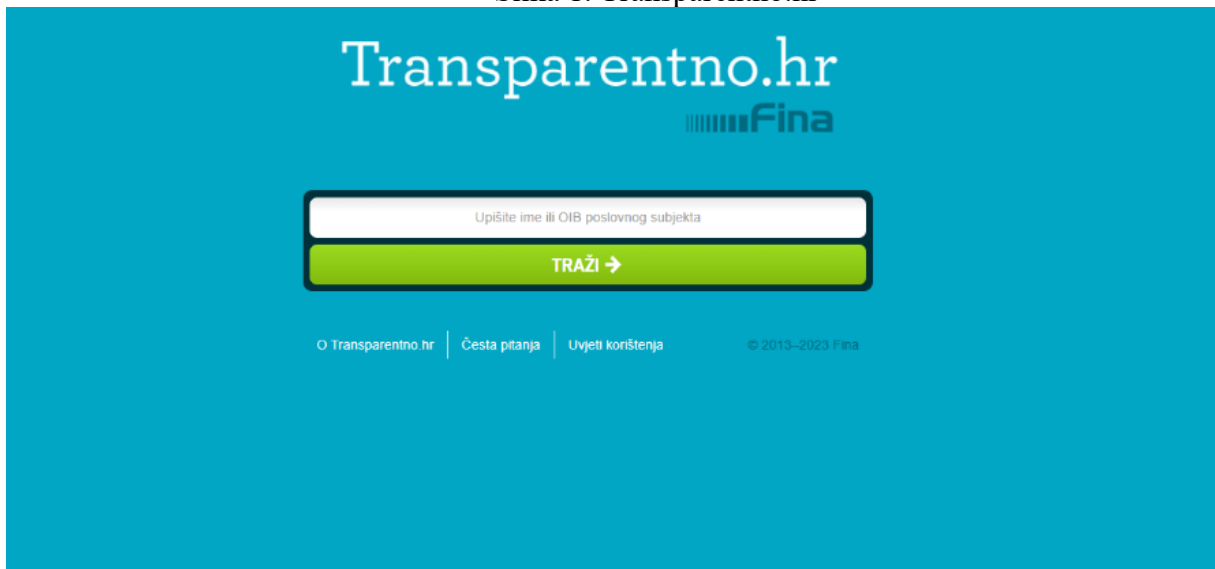 Transparentno.hr
Fina
Upišite ime ili OIB poslovnog subjekta
TRAŽI →
O Transparentno.hr Česta pitanja Uvjeti korištenja © 2013–2023 Fina